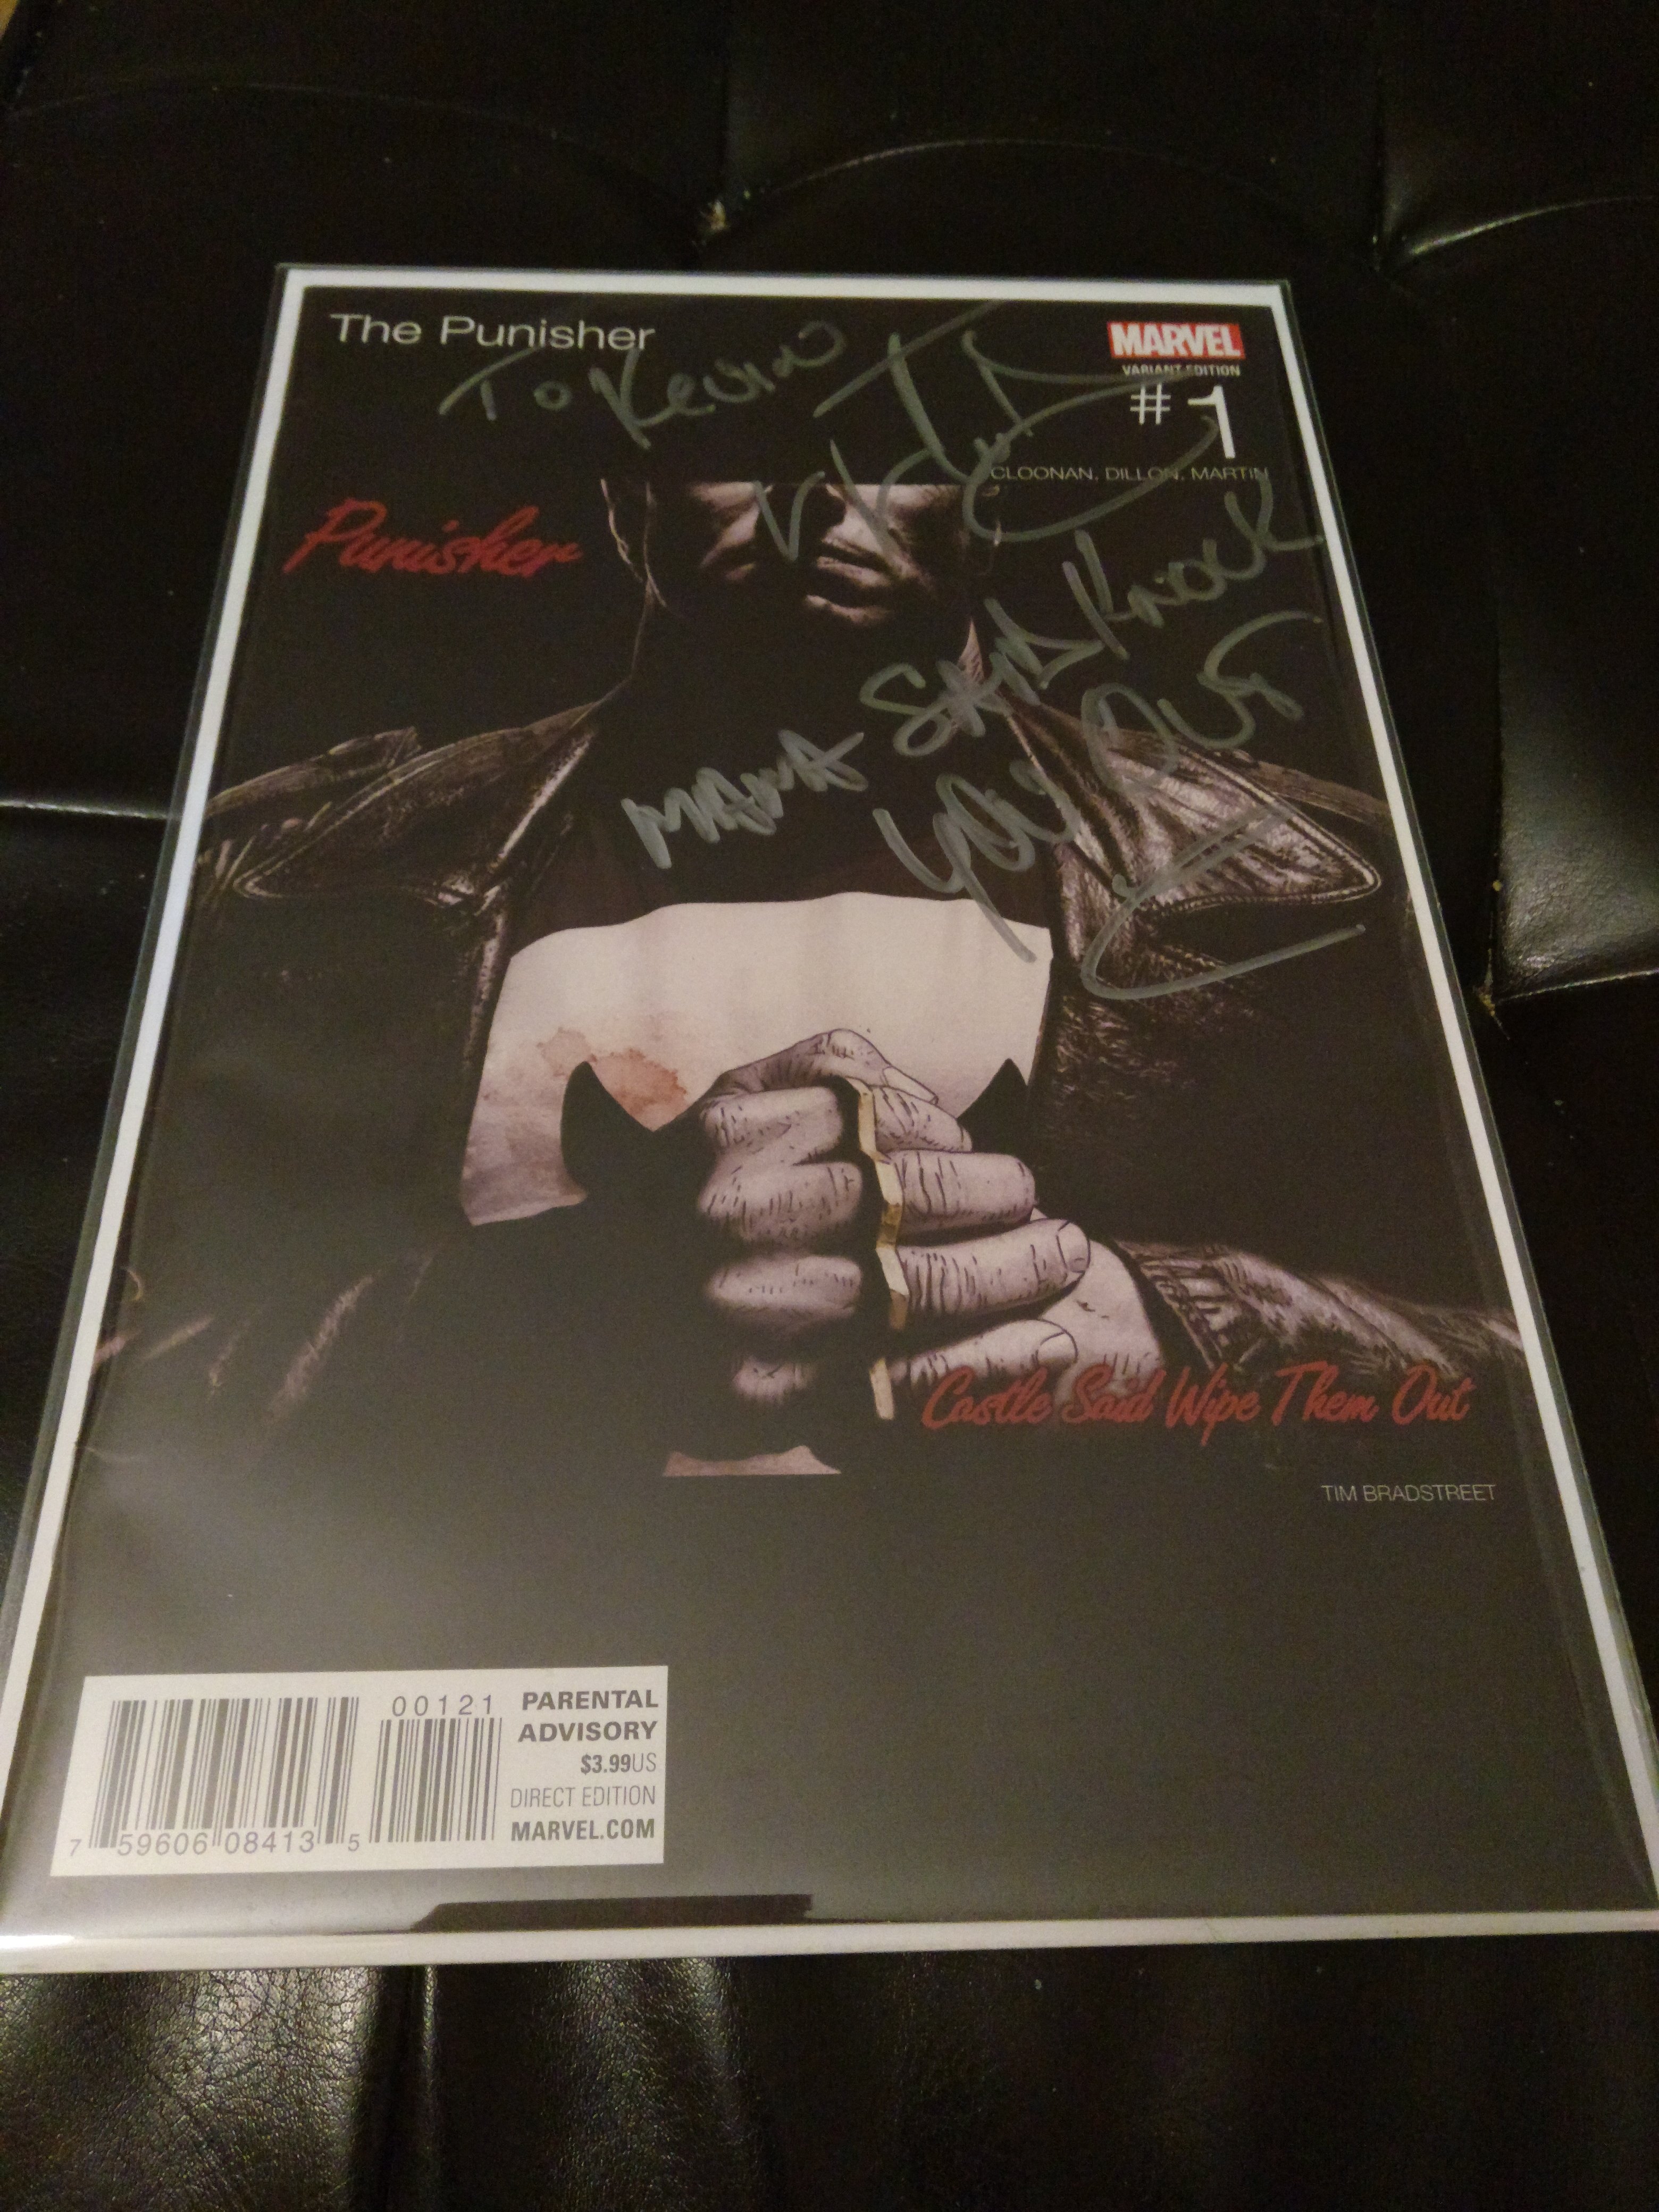 The Punisher
MARVEL
VARIANT EDITION
#1
CLOONAN, DILLON, MARTIN
To Kevin
Punisher
MAMA SAID KNOCK
YOU OUT
Castle Said Wipe Them Out
TIM BRADSTREET
00121
PARENTAL
ADVISORY
$3.99US
DIRECT EDITION
MARVEL.COM
7 59606 08413 5